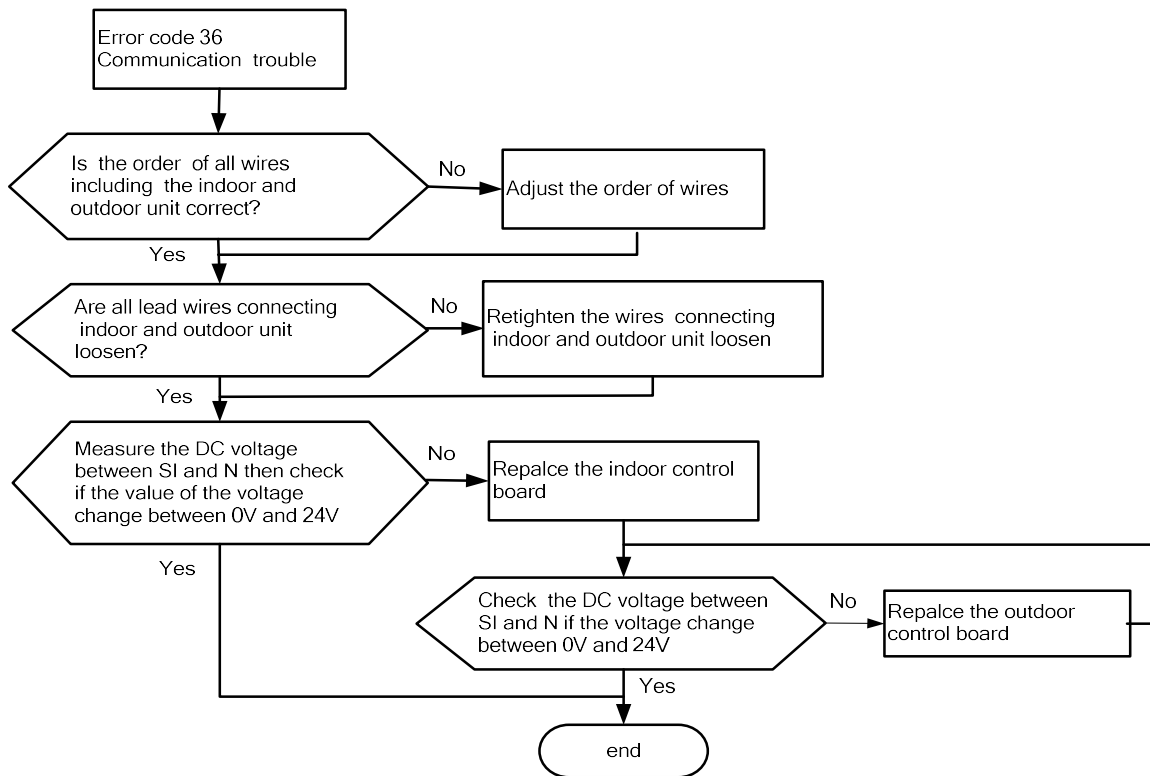 Error code 36
Communication trouble
Is the order of all wires
including the indoor and
outdoor unit correct?
No
Adjust the order of wires
Yes
Are all lead wires connecting
indoor and outdoor unit
loosen?
No
Retighten the wires connecting
indoor and outdoor unit loosen
Yes
Measure the DC voltage
between SI and N then check
if the value of the voltage
change between 0V and 24V
No
Repalce the indoor control
board
Yes
Check the DC voltage between
SI and N if the voltage change
between 0V and 24V
No
Repalce the outdoor
control board
Yes
end